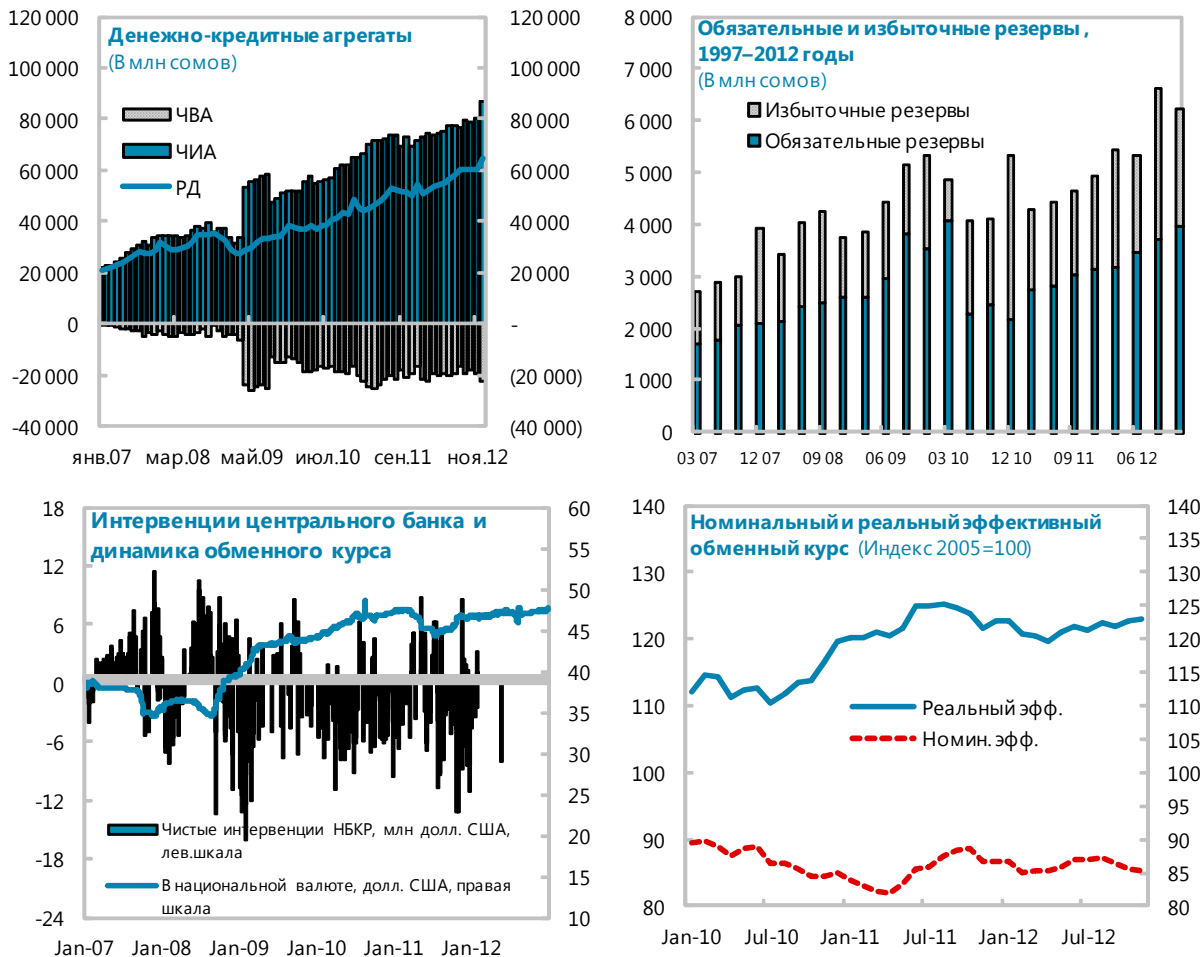 Денежно-кредитные агрегаты
(В млн сомов)
ЧВА
ЧИА
РД
120 000
100 000
80 000
60 000
40 000
20 000
0
-20 000
-40 000
120 000
100 000
80 000
60 000
40 000
20 000
-
(20 000)
(40 000)
янв.07 мар.08 май.09 июл.10 сен.11 ноя.12
Обязательные и избыточные резервы ,
1997–2012 годы
(В млн сомов)
Избыточные резервы
Обязательные резервы
8 000
7 000
6 000
5 000
4 000
3 000
2 000
1 000
0
03 07 12 07 09 08 06 09 03 10 12 10 09 11 06 12
Интервенции центрального банка и
динамика обменного курса
18
12
6
0
-6
-12
-18
-24
60
55
50
45
40
35
30
25
20
15
10
Чистые интервенции НБКР, млн долл. США,
лев.шкала
В национальной валюте, долл. США, правая
шкала
Jan-07 Jan-08 Jan-09 Jan-10 Jan-11 Jan-12
Номинальный и реальный эффективный
обменный курс (Индекс 2005=100)
140
130
120
110
100
90
80
140
135
130
125
120
115
110
105
100
95
90
85
80
Реальный эфф.
Номин. эфф.
Jan-10 Jul-10 Jan-11 Jul-11 Jan-12 Jul-12